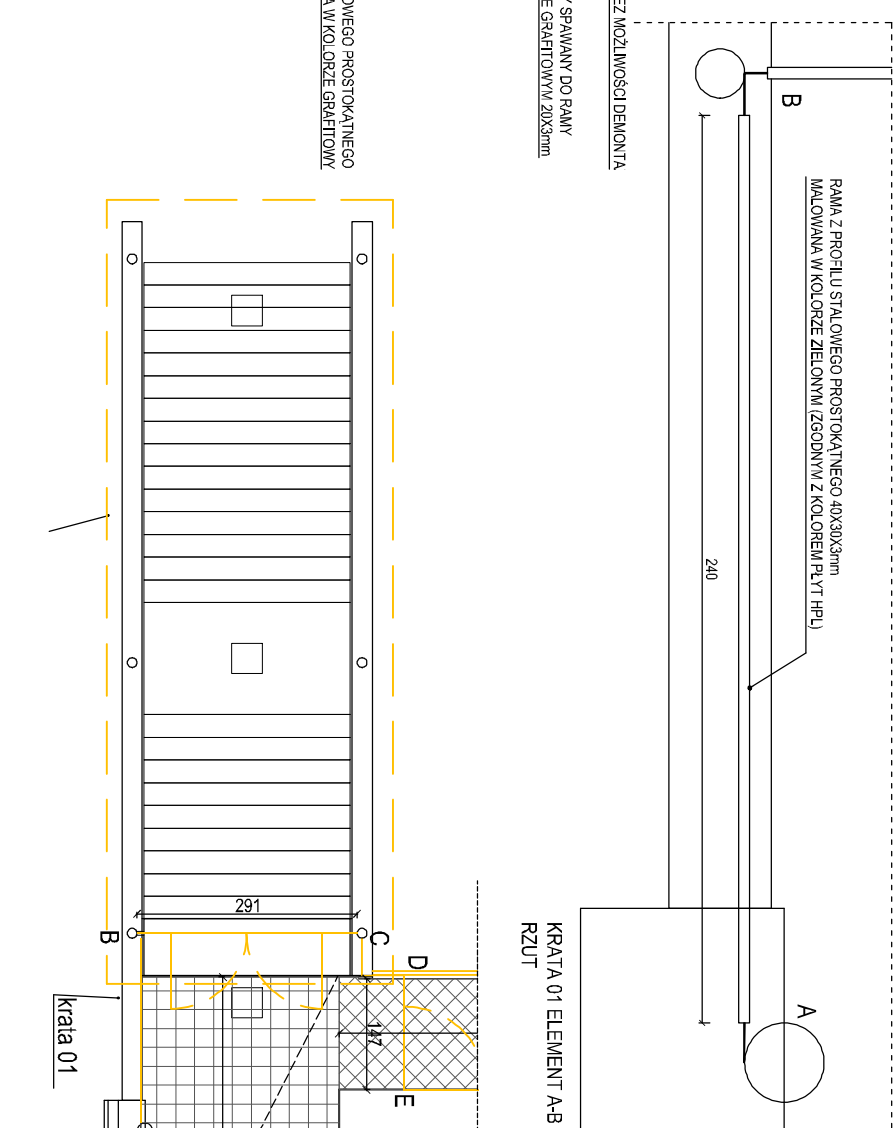 RAMA Z PROFILU STALOWEGO PROSTOKĄTNEGO 40X30X3mm
MALOWANA W KOLORZE ZIELONYM (ZGODNYM Z KOLOREM PŁYT HPL)
B
A
240
EZ MOŻLIWOŚCI DEMONTA
SPAWANY DO RAMY
E GRAFITOWYM 20X3mm
KRATA 01 ELEMENT A-B
RZUT
OWEGO PROSTOKĄTNEGO
A W KOLORZE GRAFITOWY
291
B
C
D
147
E
krata 01